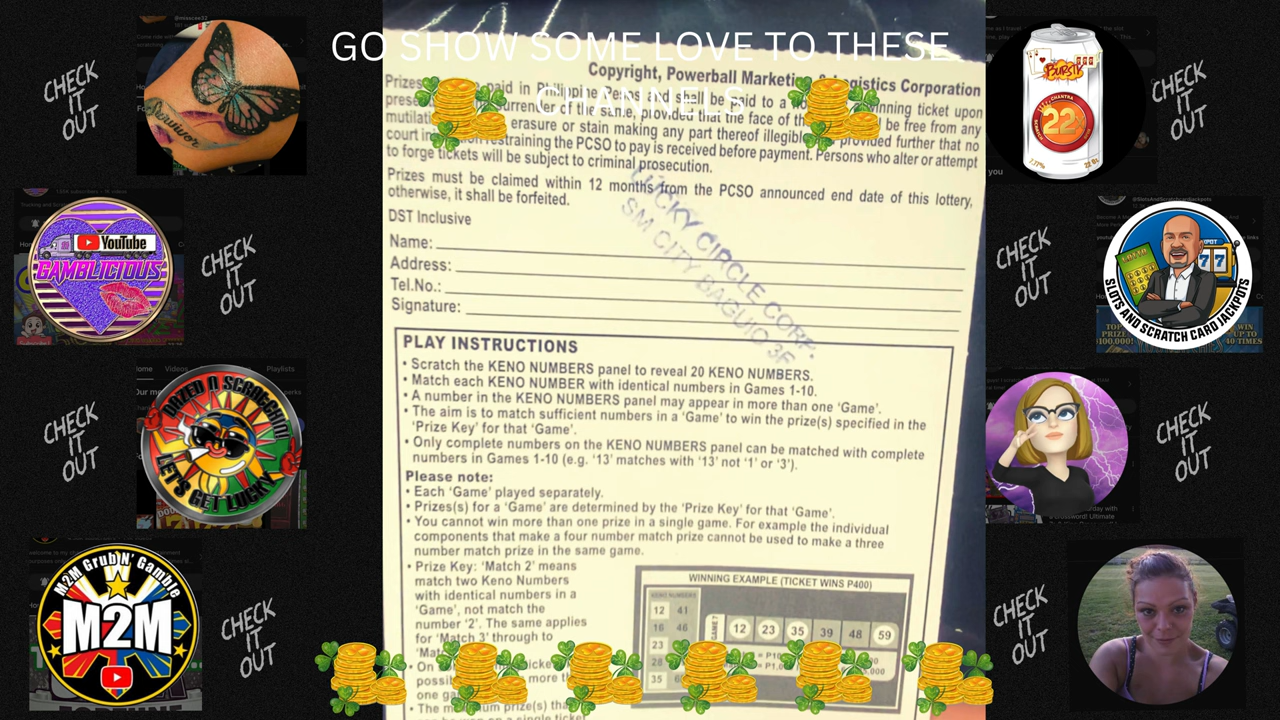 GO SHOW SOME LOVE TO THESE
CHANNELS
CHECK
IT
OUT
CHECK
IT
OUT
YouTube
GAMBLICIOUS
CHECK
IT
OUT
DAZED N SCRATCHIN!
LET'S GET LUCKY
CHECK
IT
OUT
M2M Grub N' Gamble
M2M
CHECK
IT
OUT
Copyright, Powerball Marketing & Logistics Corporation
Prizes paid in Philippine and shall be paid to a winning ticket upon
surrender of the same, provided that the face of th be free from any
mutilati erasure or stain making any part thereof illegible provided further that no
court in restraining the PCSO to pay is received before payment. Persons who alter or attempt
to forge tickets will be subject to criminal prosecution.
Prizes must be claimed within 12 months from the PCSO announced end date of this lottery,
otherwise, it shall be forfeited.
DST Inclusive
Name:
Address:
Tel.No.:
Signature:
LUCKY CIRCLE CORP.
SM CITY BAGUIO 3F
PLAY INSTRUCTIONS
• Scratch the KENO NUMBERS panel to reveal 20 KENO NUMBERS.
• Match each KENO NUMBER with identical numbers in Games 1-10.
• A number in the KENO NUMBERS panel may appear in more than one 'Game'.
• The aim is to match sufficient numbers in a 'Game' to win the prize(s) specified in the
'Prize Key' for that 'Game'.
• Only complete numbers on the KENO NUMBERS panel can be matched with complete
numbers in Games 1-10 (e.g. '13' matches with '13' not '1' or '3').
Please note:
• Each 'Game' played separately.
• Prizes(s) for a 'Game' are determined by the 'Prize Key' for that 'Game'.
• You cannot win more than one prize in a single game. For example the individual
components that make a four number match prize cannot be used to make a three
number match prize in the same game.
• Prize Key: 'Match 2' means
match two Keno Numbers
with identical numbers in a
'Game', not match the
number '2'. The same applies
for 'Match 3' through to
WINNING EXAMPLE (TICKET WINS P400)
KENO NUMBERS
12 41
16 46
23
28
35
GAME 7
12 23 35 39 48 59
BURSTY
22
CHECK
IT
OUT
SLOTS AND SCRATCH CARD JACKPOTS
77
CHECK
IT
OUT
CHECK
IT
OUT
CHECK
IT
OUT